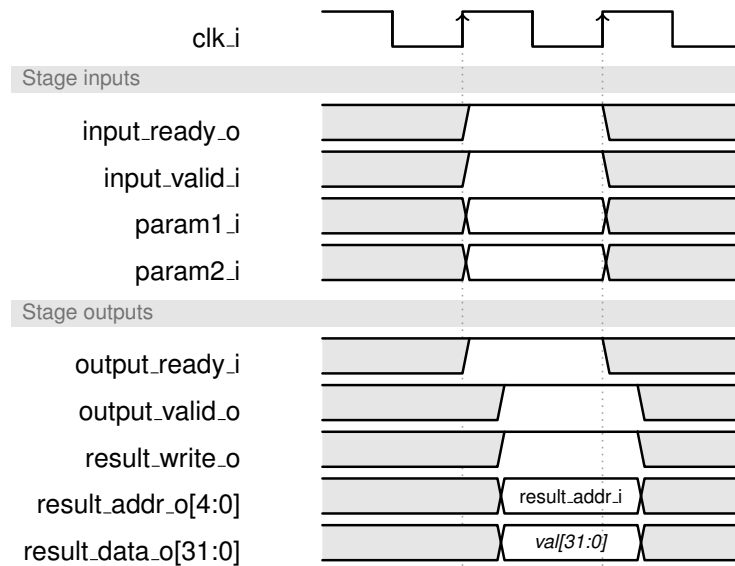 clk_i
Stage inputs
input_ready_o
input_valid_i
param1_i
param2_i
Stage outputs
output_ready_i
output_valid_o
result_write_o
result_addr_o[4:0] result_addr_i
result_data_o[31:0] val[31:0]